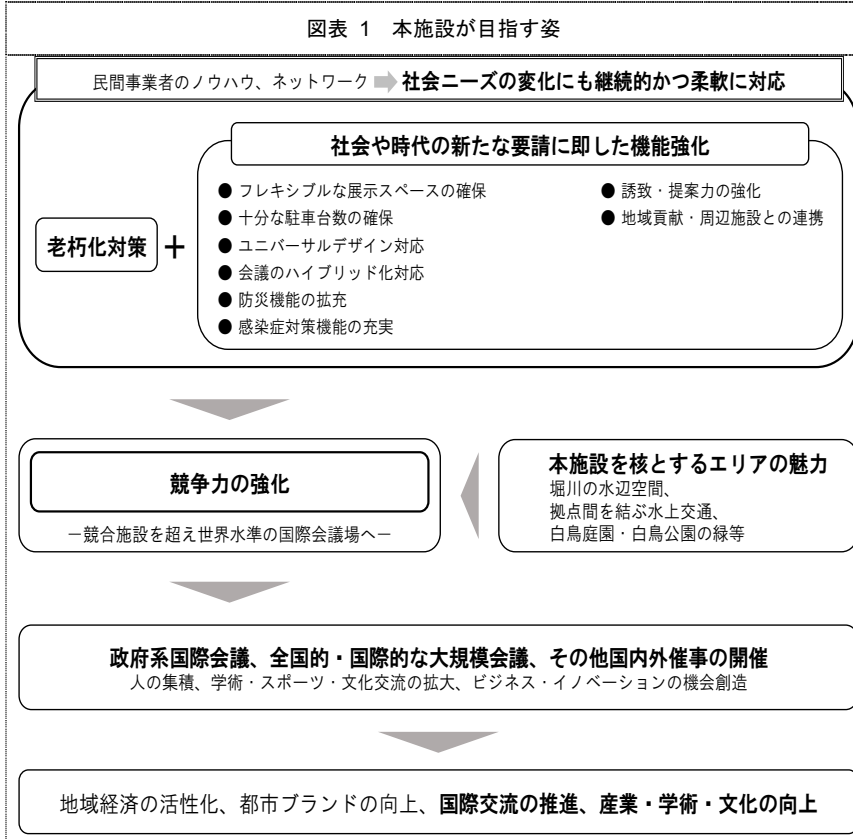 図表 1 本施設が目指す姿
民間事業者のノウハウ、ネットワーク 社会ニーズの変化にも継続的かつ柔軟に対応
社会や時代の新たな要請に即した機能強化
老朽化対策 +
● フレキシブルな展示スペースの確保
● 十分な駐車台数の確保
● ユニバーサルデザイン対応
● 会議のハイブリッド化対応
● 防災機能の拡充
● 感染症対策機能の充実
● 誘致・提案力の強化
● 地域貢献・周辺施設との連携
競争力の強化
－競合施設を超え世界水準の国際会議場へ－
本施設を核とするエリアの魅力
堀川の水辺空間、
拠点間を結ぶ水上交通、
白鳥庭園・白鳥公園の緑等
政府系国際会議、全国的・国際的な大規模会議、その他国内外催事の開催
人の集積、学術・スポーツ・文化交流の拡大、ビジネス・イノベーションの機会創造
地域経済の活性化、都市ブランドの向上、国際交流の推進、産業・学術・文化の向上